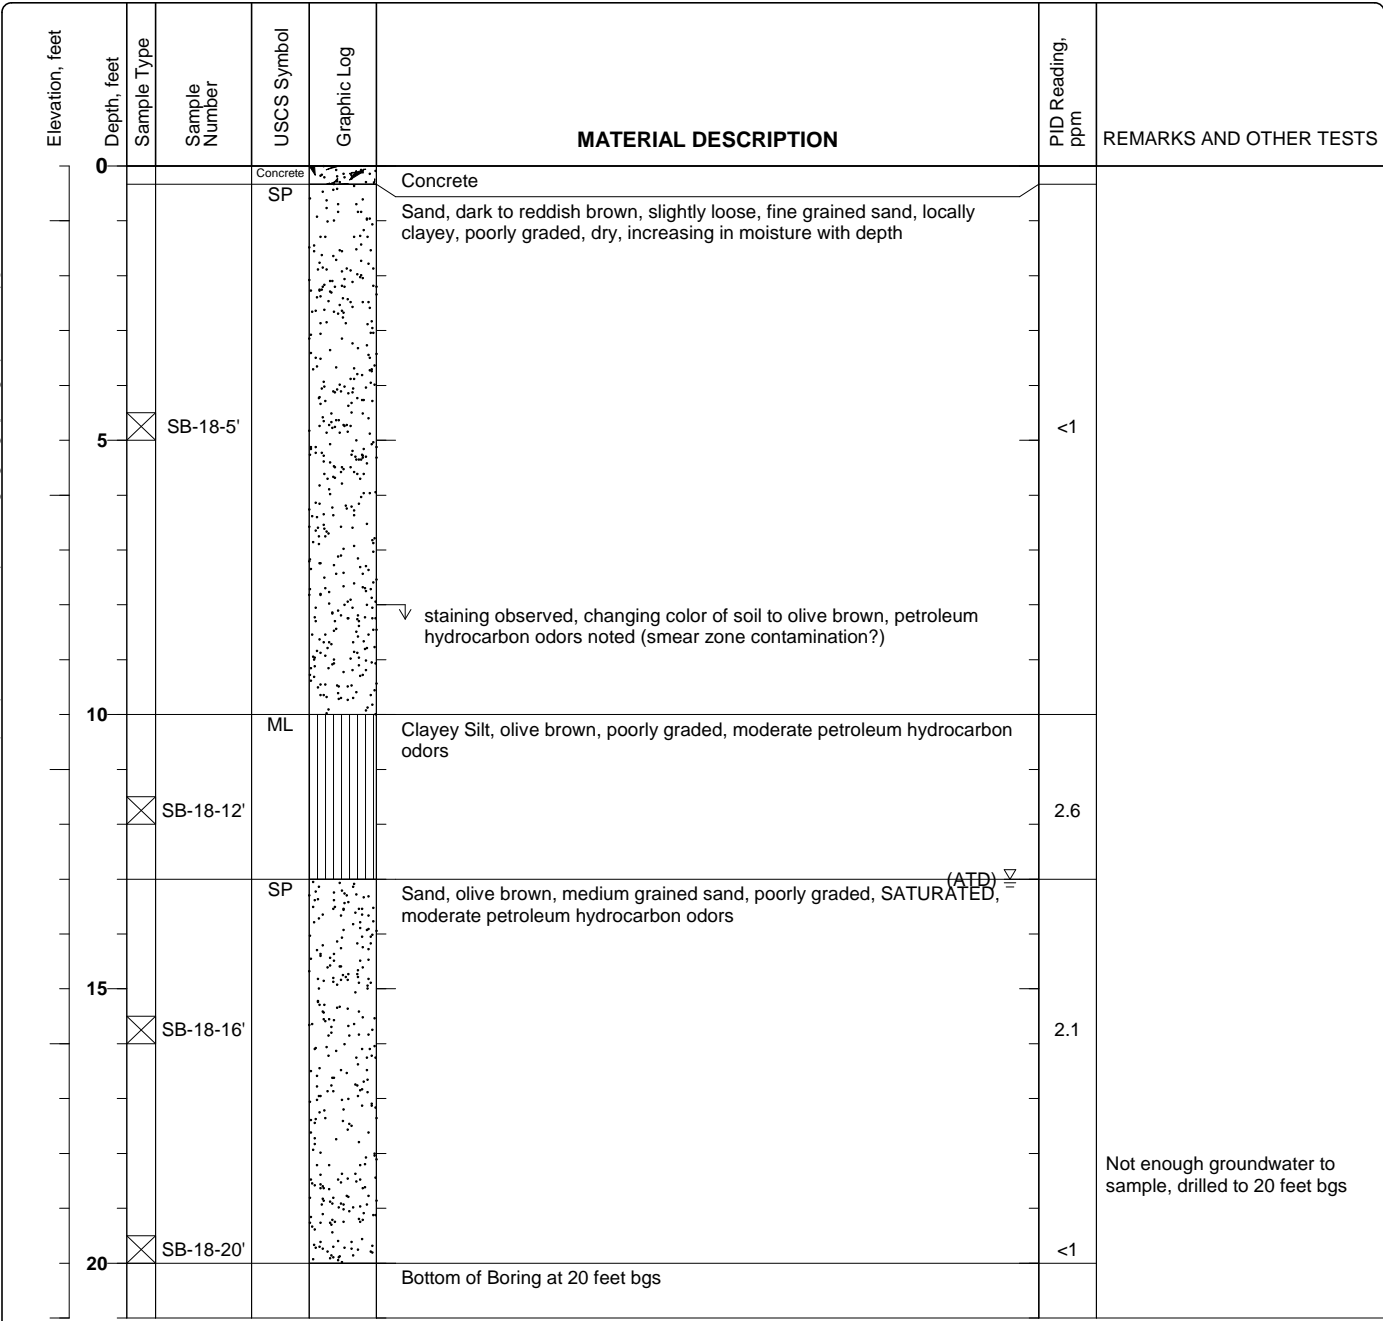 Elevation, feet
Depth, feet
Sample Type
Sample
Number
USCS Symbol
Graphic Log
MATERIAL DESCRIPTION
PID Reading,
ppm
REMARKS AND OTHER TESTS
0
Concrete
Concrete
SP
Sand, dark to reddish brown, slightly loose, fine grained sand, locally
clayey, poorly graded, dry, increasing in moisture with depth
SB-18-5'
<1
5
staining observed, changing color of soil to olive brown, petroleum
hydrocarbon odors noted (smear zone contamination?)
10
ML
Clayey Silt, olive brown, poorly graded, moderate petroleum hydrocarbon
odors
SB-18-12'
2.6
(ATD)
SP
Sand, olive brown, medium grained sand, poorly graded, SATURATED,
moderate petroleum hydrocarbon odors
15
SB-18-16'
2.1
Not enough groundwater to
sample, drilled to 20 feet bgs
SB-18-20'
<1
20
Bottom of Boring at 20 feet bgs